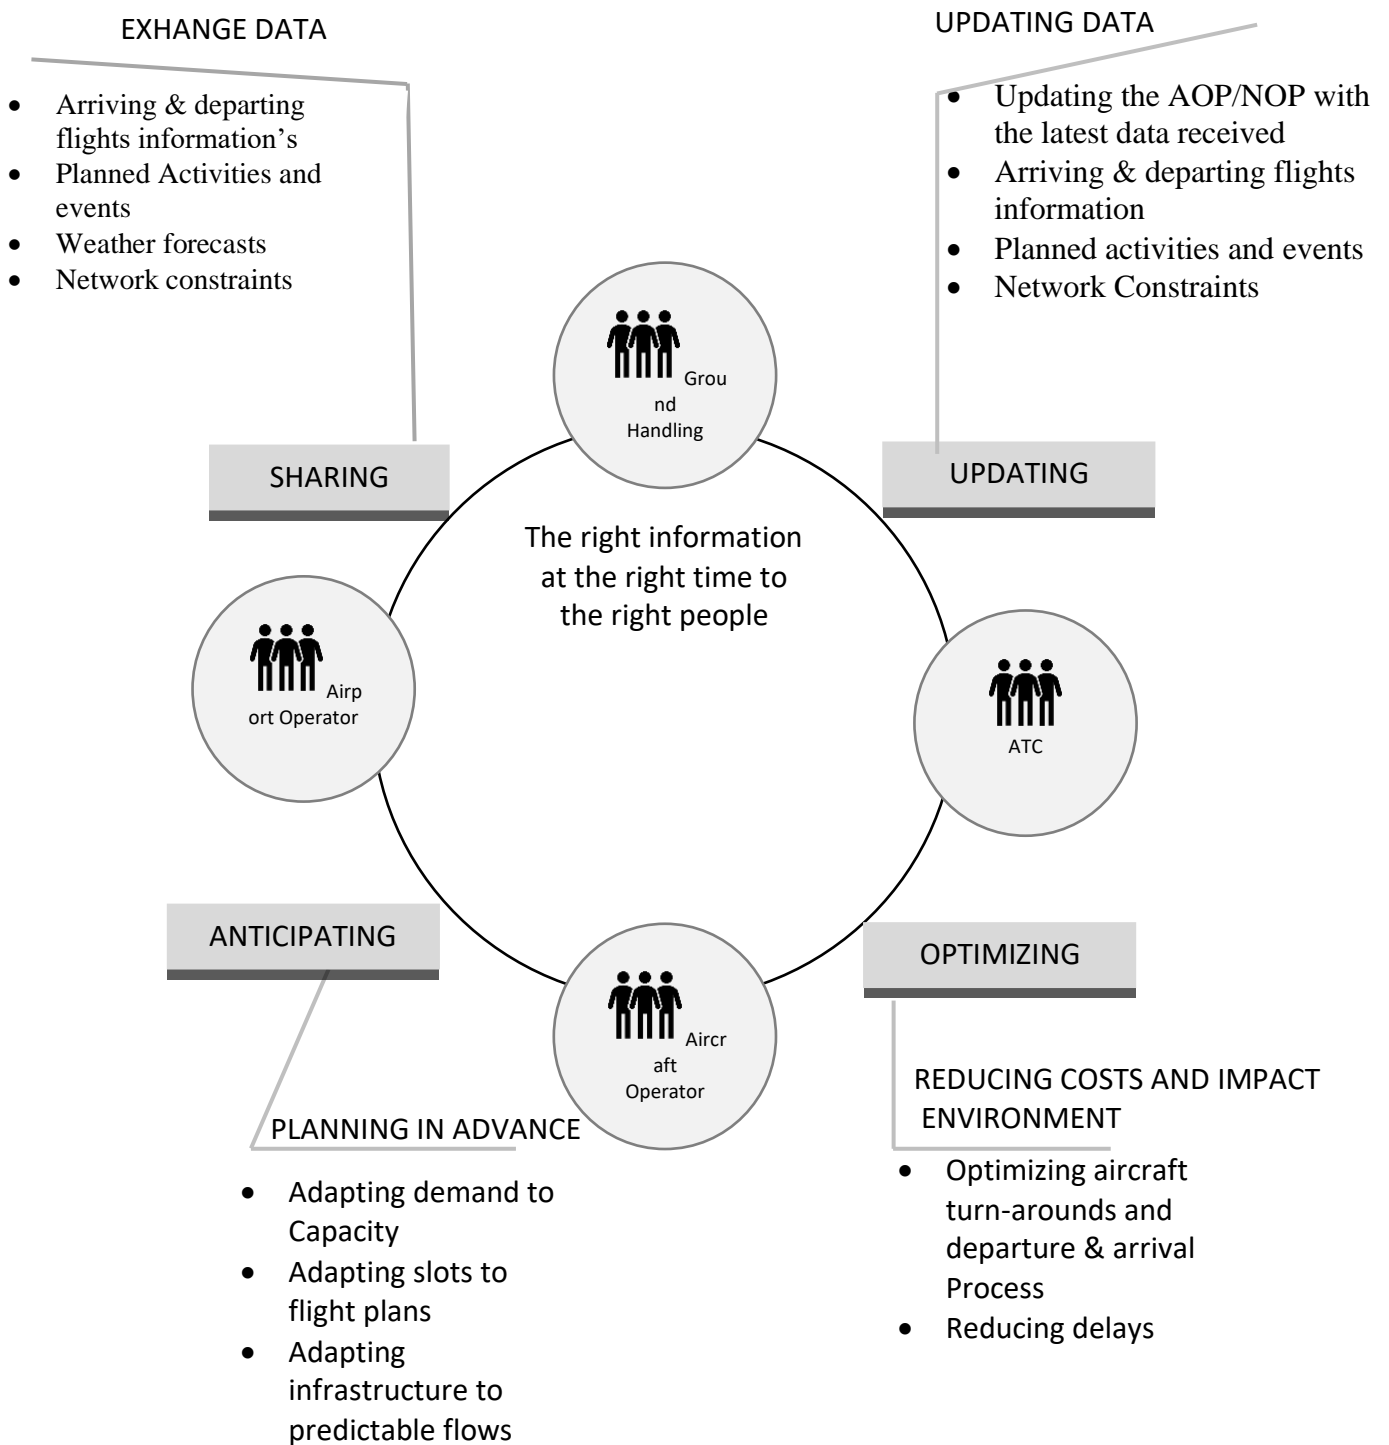 EXHANGE DATA
• Arriving & departing
flights information’s
• Planned Activities and
events
• Weather forecasts
• Network constraints
UPDATING DATA
• Updating the AOP/NOP with
the latest data received
• Arriving & departing flights
information
• Planned activities and events
• Network Constraints
Grou
nd
Handling
SHARING
UPDATING
The right information
at the right time to
the right people
Airp
ort Operator
ATC
ANTICIPATING
OPTIMIZING
Aircr
aft
Operator
PLANNING IN ADVANCE
• Adapting demand to
Capacity
• Adapting slots to
flight plans
• Adapting
infrastructure to
predictable flows
REDUCING COSTS AND IMPACT
ENVIRONMENT
• Optimizing aircraft
turn-arounds and
departure & arrival
Process
• Reducing delays